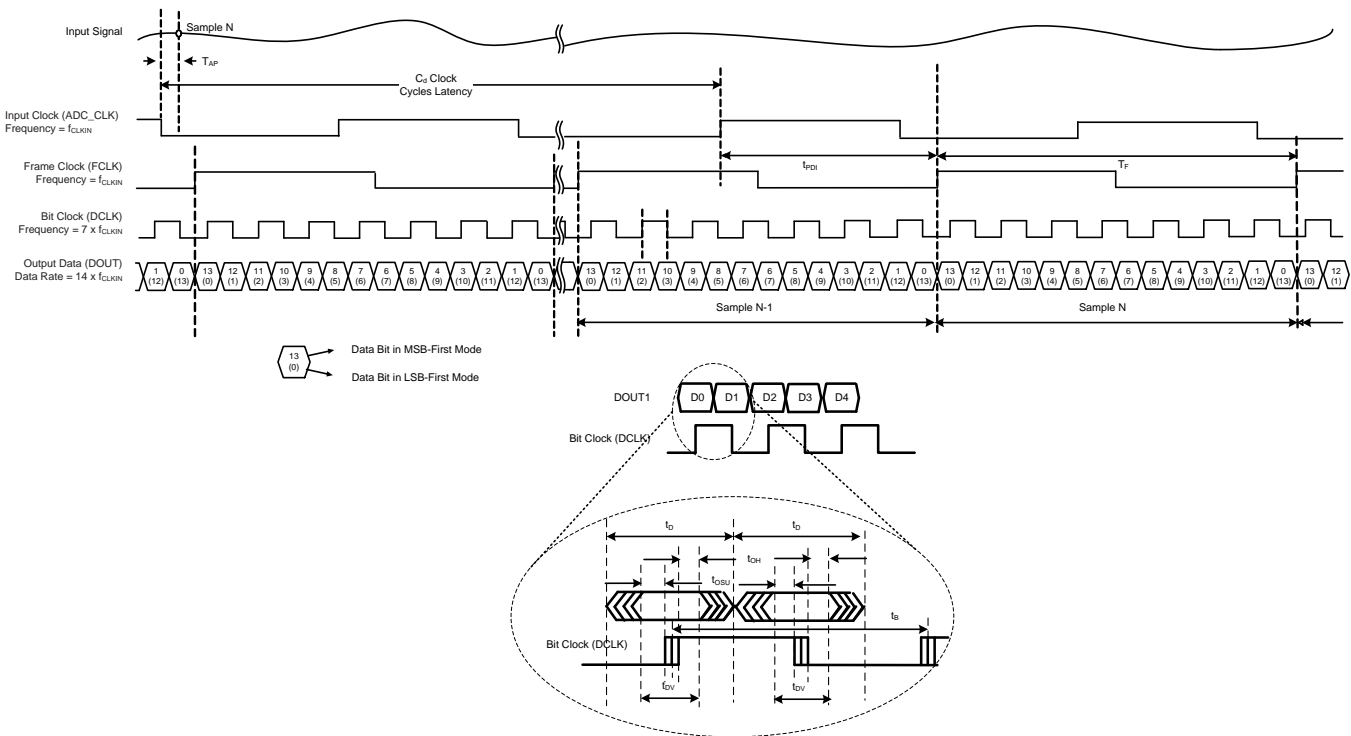 Input Signal
Sample N
TAP
Cd Clock
Cycles Latency
Input Clock (ADC_CLK)
Frequency = fCLKIN
Frame Clock (FCLK)
Frequency = fCLKIN
tPDI
TF
Bit Clock (DCLK)
Frequency = 7 x fCLKIN
Output Data (DOUT)
Data Rate = 14 x fCLKIN
1 0 13 12 11 10 9 8 7 6 5 4 3 2 1 0 13 12 11 10 9 8 7 6 5 4 3 2 1 0 13 12 11 10 9 8 7 6 5 4 3 2 1 0 13 12
(12) (13) (0) (1) (2) (3) (4) (5) (6) (7) (8) (9) (10) (11) (12) (13) (0) (1) (2) (3) (4) (5) (6) (7) (8) (9) (10) (11) (12) (13) (0) (1) (2) (3) (4) (5) (6) (7) (8) (9) (10) (11) (12) (13) (0) (1)
Sample N-1
Sample N
13
(0)
Data Bit in MSB-First Mode
Data Bit in LSB-First Mode
DOUT1
D0 D1 D2 D3 D4
Bit Clock (DCLK)
tD tD
tOH
tOSU
tB
Bit Clock (DCLK)
tDV tDV